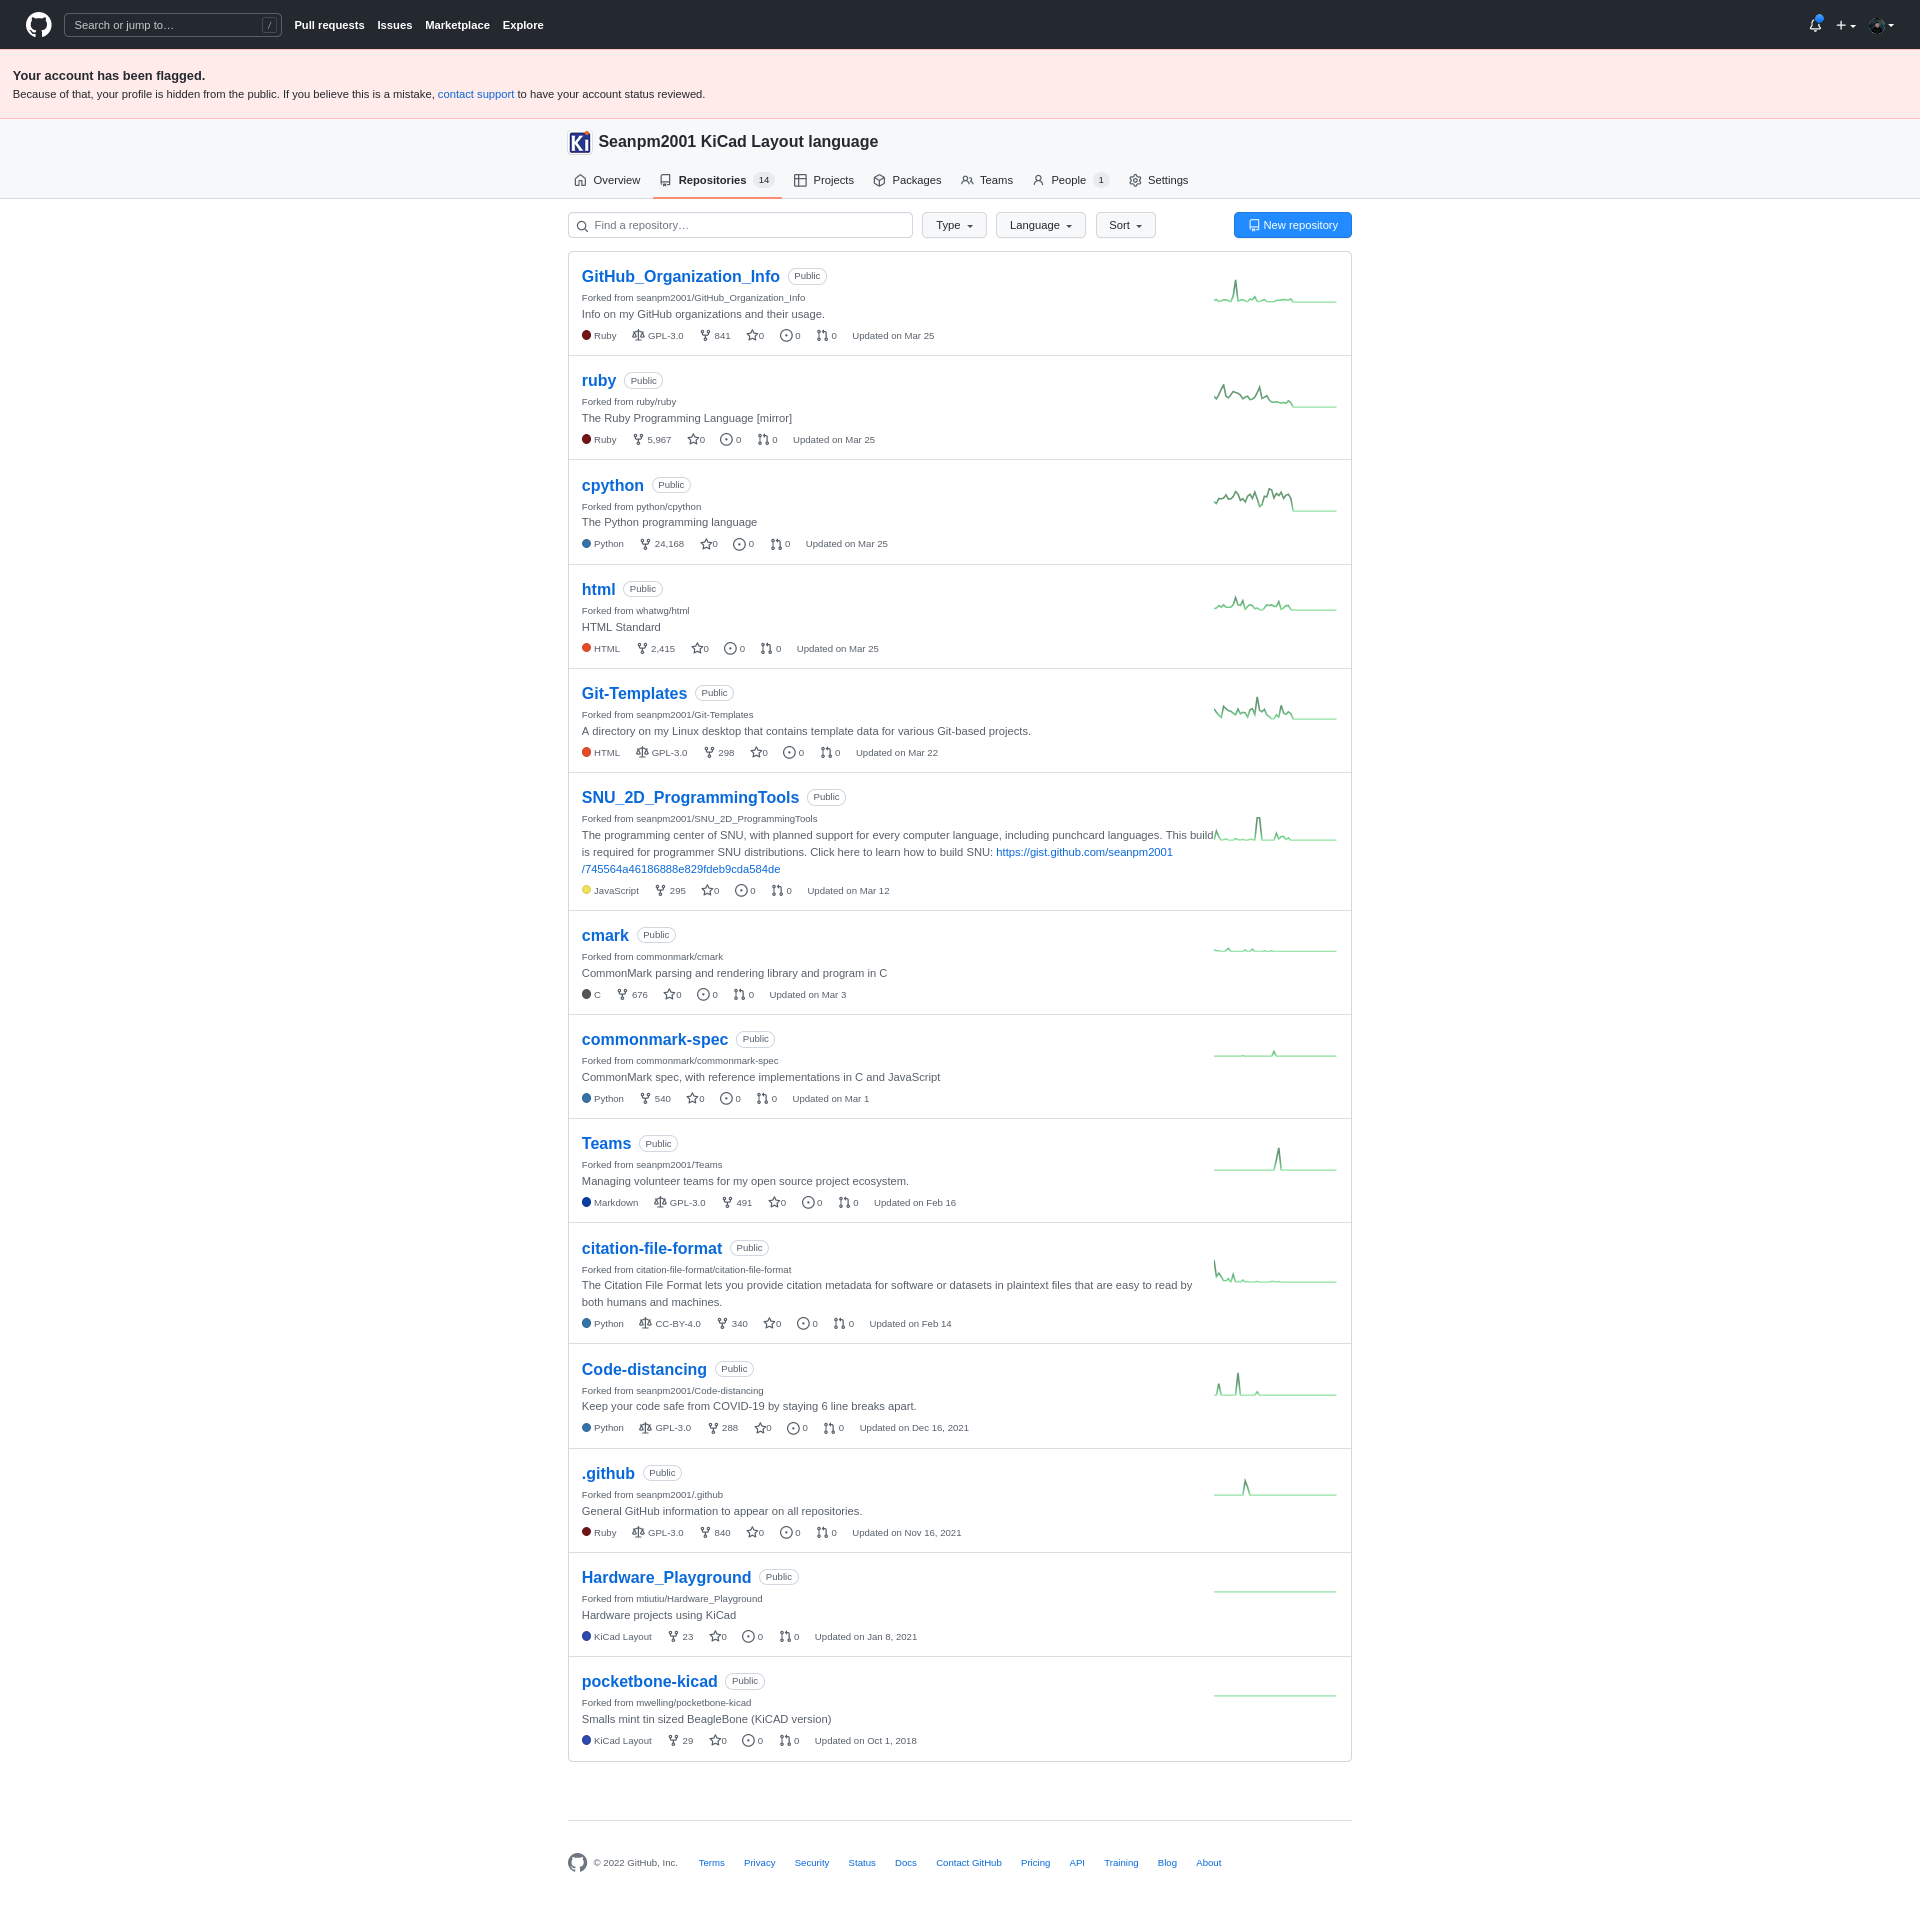 Search or jump to…
/
Pull requests
Issues
Marketplace
Explore
Your account has been flagged.
Because of that, your profile is hidden from the public. If you believe this is a mistake, contact support to have your account status reviewed.
Ki
Seanpm2001 KiCad Layout language
Overview
Repositories 14
Projects
Packages
Teams
People 1
Settings
Find a repository…
Type
Language
Sort
New repository
GitHub_Organization_Info Public
Forked from seanpm2001/GitHub_Organization_Info
Info on my GitHub organizations and their usage.
Ruby GPL-3.0 841 0 0 0 Updated on Mar 25
ruby Public
Forked from ruby/ruby
The Ruby Programming Language [mirror]
Ruby 5,967 0 0 0 Updated on Mar 25
cpython Public
Forked from python/cpython
The Python programming language
Python 24,168 0 0 0 Updated on Mar 25
html Public
Forked from whatwg/html
HTML Standard
HTML 2,415 0 0 0 Updated on Mar 25
Git-Templates Public
Forked from seanpm2001/Git-Templates
A directory on my Linux desktop that contains template data for various Git-based projects.
HTML GPL-3.0 298 0 0 0 Updated on Mar 22
SNU_2D_ProgrammingTools Public
Forked from seanpm2001/SNU_2D_ProgrammingTools
The programming center of SNU, with planned support for every computer language, including punchcard languages. This build
is required for programmer SNU distributions. Click here to learn how to build SNU: https://gist.github.com/seanpm2001
/745564a46186888e829fdeb9cda584de
JavaScript 295 0 0 0 Updated on Mar 12
cmark Public
Forked from commonmark/cmark
CommonMark parsing and rendering library and program in C
C 676 0 0 0 Updated on Mar 3
commonmark-spec Public
Forked from commonmark/commonmark-spec
CommonMark spec, with reference implementations in C and JavaScript
Python 540 0 0 0 Updated on Mar 1
Teams Public
Forked from seanpm2001/Teams
Managing volunteer teams for my open source project ecosystem.
Markdown GPL-3.0 491 0 0 0 Updated on Feb 16
citation-file-format Public
Forked from citation-file-format/citation-file-format
The Citation File Format lets you provide citation metadata for software or datasets in plaintext files that are easy to read by
both humans and machines.
Python CC-BY-4.0 340 0 0 0 Updated on Feb 14
Code-distancing Public
Forked from seanpm2001/Code-distancing
Keep your code safe from COVID-19 by staying 6 line breaks apart.
Python GPL-3.0 288 0 0 0 Updated on Dec 16, 2021
.github Public
Forked from seanpm2001/.github
General GitHub information to appear on all repositories.
Ruby GPL-3.0 840 0 0 0 Updated on Nov 16, 2021
Hardware_Playground Public
Forked from mtiutiu/Hardware_Playground
Hardware projects using KiCad
KiCad Layout 23 0 0 0 Updated on Jan 8, 2021
pocketbone-kicad Public
Forked from mwelling/pocketbone-kicad
Smalls mint tin sized BeagleBone (KiCAD version)
KiCad Layout 29 0 0 0 Updated on Oct 1, 2018
© 2022 GitHub, Inc.
Terms
Privacy
Security
Status
Docs
Contact GitHub
Pricing
API
Training
Blog
About